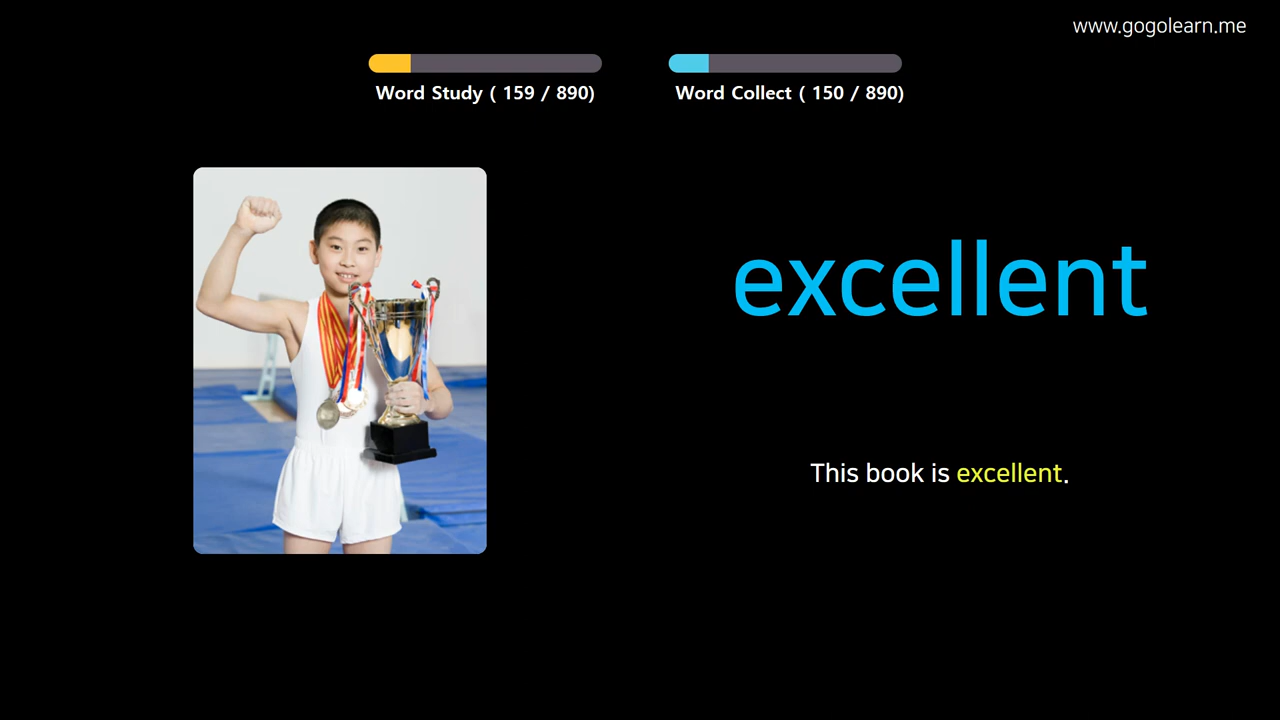 www.gogolearn.me
Word Study ( 159 / 890)
Word Collect ( 150 / 890)
excellent
This book is excellent.